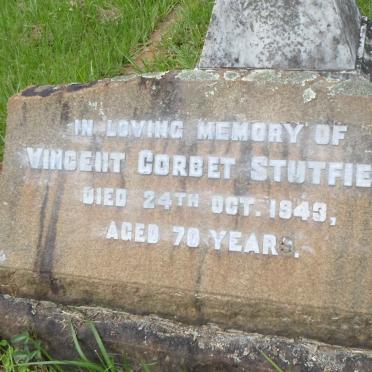 IN LOVING MEMORY OF
VINCENT CORBET STUTFIE
DIED 24TH OCT. 1943,
AGED 70 YEARS.